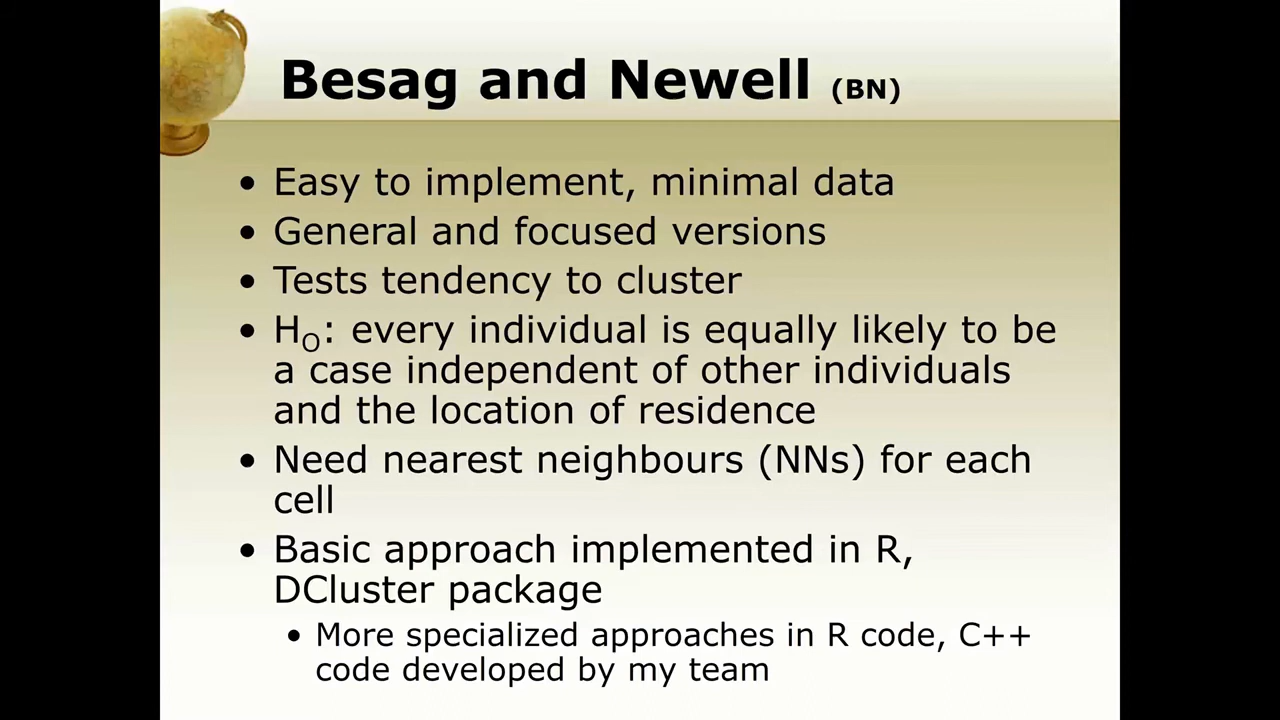 Besag and Newell (BN)
• Easy to implement, minimal data
• General and focused versions
• Tests tendency to cluster
• HO: every individual is equally likely to be
a case independent of other individuals
and the location of residence
• Need nearest neighbours (NNs) for each
cell
• Basic approach implemented in R,
DCluster package
• More specialized approaches in R code, C++
code developed by my team